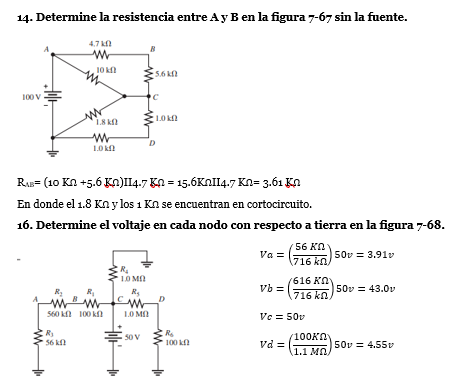 14. Determine la resistencia entre A y B en la figura 7-67 sin la fuente.
A
4.7 kΩ
B
10 kΩ
5.6 kΩ
100 V
+
-
C
1.8 kΩ
1.0 kΩ
1.0 kΩ
D
RAB= (10 KΩ +5.6 KΩ)II4.7 KΩ = 15.6KΩII4.7 KΩ= 3.61 KΩ
En donde el 1.8 KΩ y los 1 KΩ se encuentran en cortocircuito.
16. Determine el voltaje en cada nodo con respecto a tierra en la figura 7-68.
R4
1.0 MΩ
A R2 B R1 C R5 D
560 kΩ 100 kΩ 1.0 MΩ
R3
56 kΩ
+
50 V
-
R6
100 kΩ
Va = (56 KΩ / 716 kΩ) 50v = 3.91v
Vb = (616 KΩ / 716 kΩ) 50v = 43.0v
Vc = 50v
Vd = (100KΩ / 1.1 MΩ) 50v = 4.55v